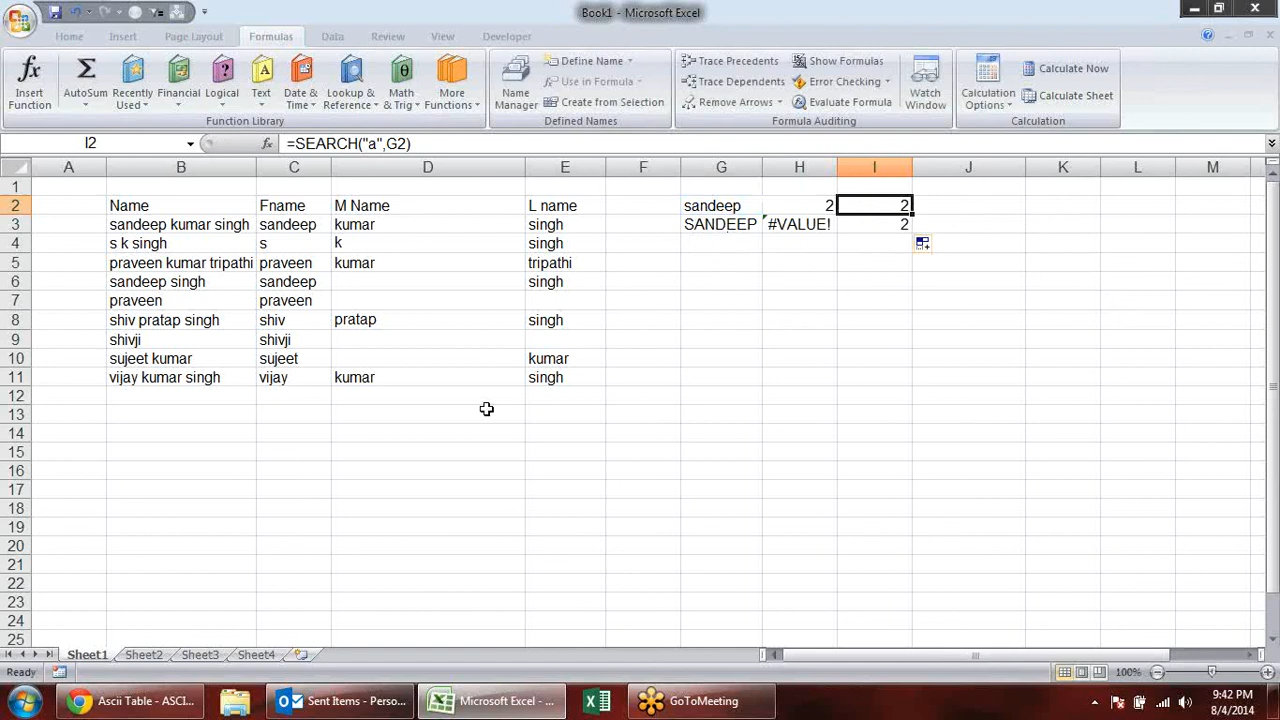 Book1 - Microsoft Excel
Home Insert Page Layout Formulas Data Review View Developer
Insert Function
AutoSum
Recently Used
Financial
Logical
Text
Date & Time
Lookup & Reference
Math & Trig
More Functions
Function Library
Name Manager
Define Name
Use in Formula
Create from Selection
Defined Names
Trace Precedents
Trace Dependents
Remove Arrows
Show Formulas
Error Checking
Evaluate Formula
Formula Auditing
Watch Window
Calculation Options
Calculate Now
Calculate Sheet
Calculation
I2 fx =SEARCH("a",G2)
A B C D E F G H I J K L M
1
2 Name Fname M Name L name sandeep 2 2
3 sandeep kumar singh sandeep kumar singh SANDEEP #VALUE! 2
4 s k singh s k singh
5 praveen kumar tripathi praveen kumar tripathi
6 sandeep singh sandeep singh
7 praveen praveen
8 shiv pratap singh shiv pratap singh
9 shivji shivji
10 sujeet kumar sujeet kumar
11 vijay kumar singh vijay kumar singh
12
13
14
15
16
17
18
19
20
21
22
23
24
25
Sheet1 Sheet2 Sheet3 Sheet4
Ready 100%
Ascii Table - ASCI... Sent Items - Perso... Microsoft Excel - ... GoToMeeting
9:42 PM
8/4/2014